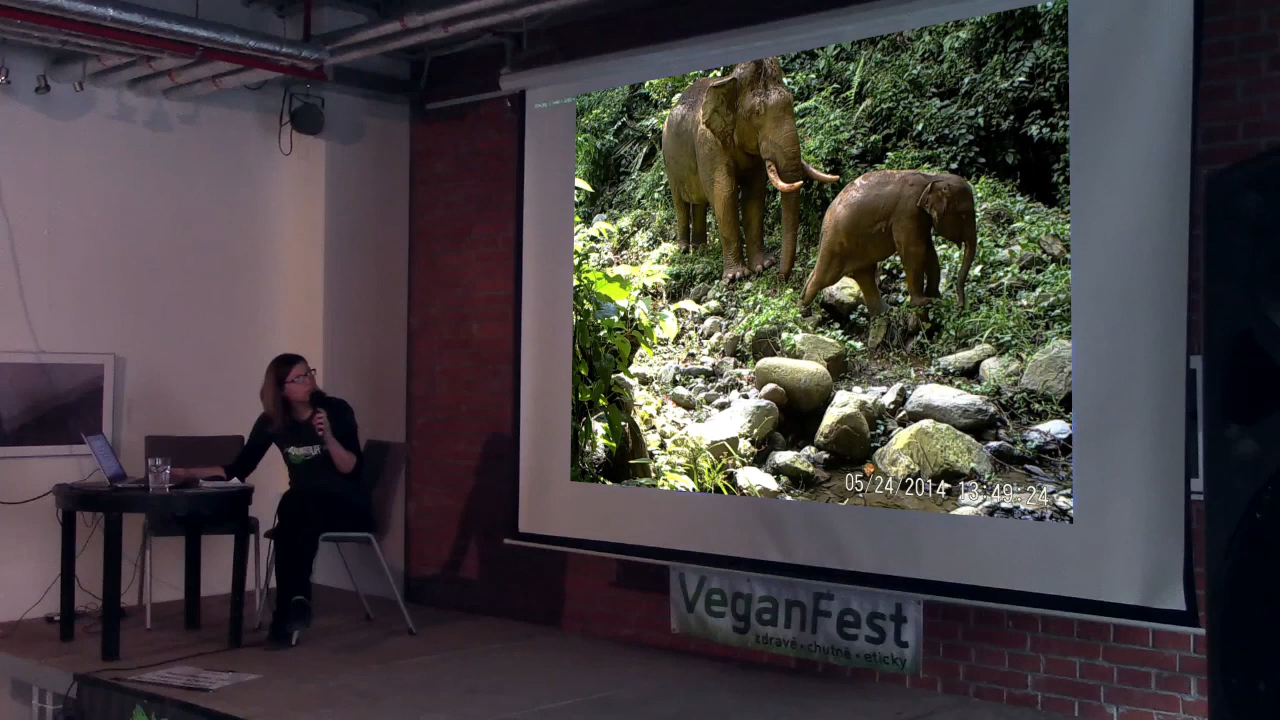 05/24/2014 13:49:24
VeganFest
zdravě • chutně • eticky